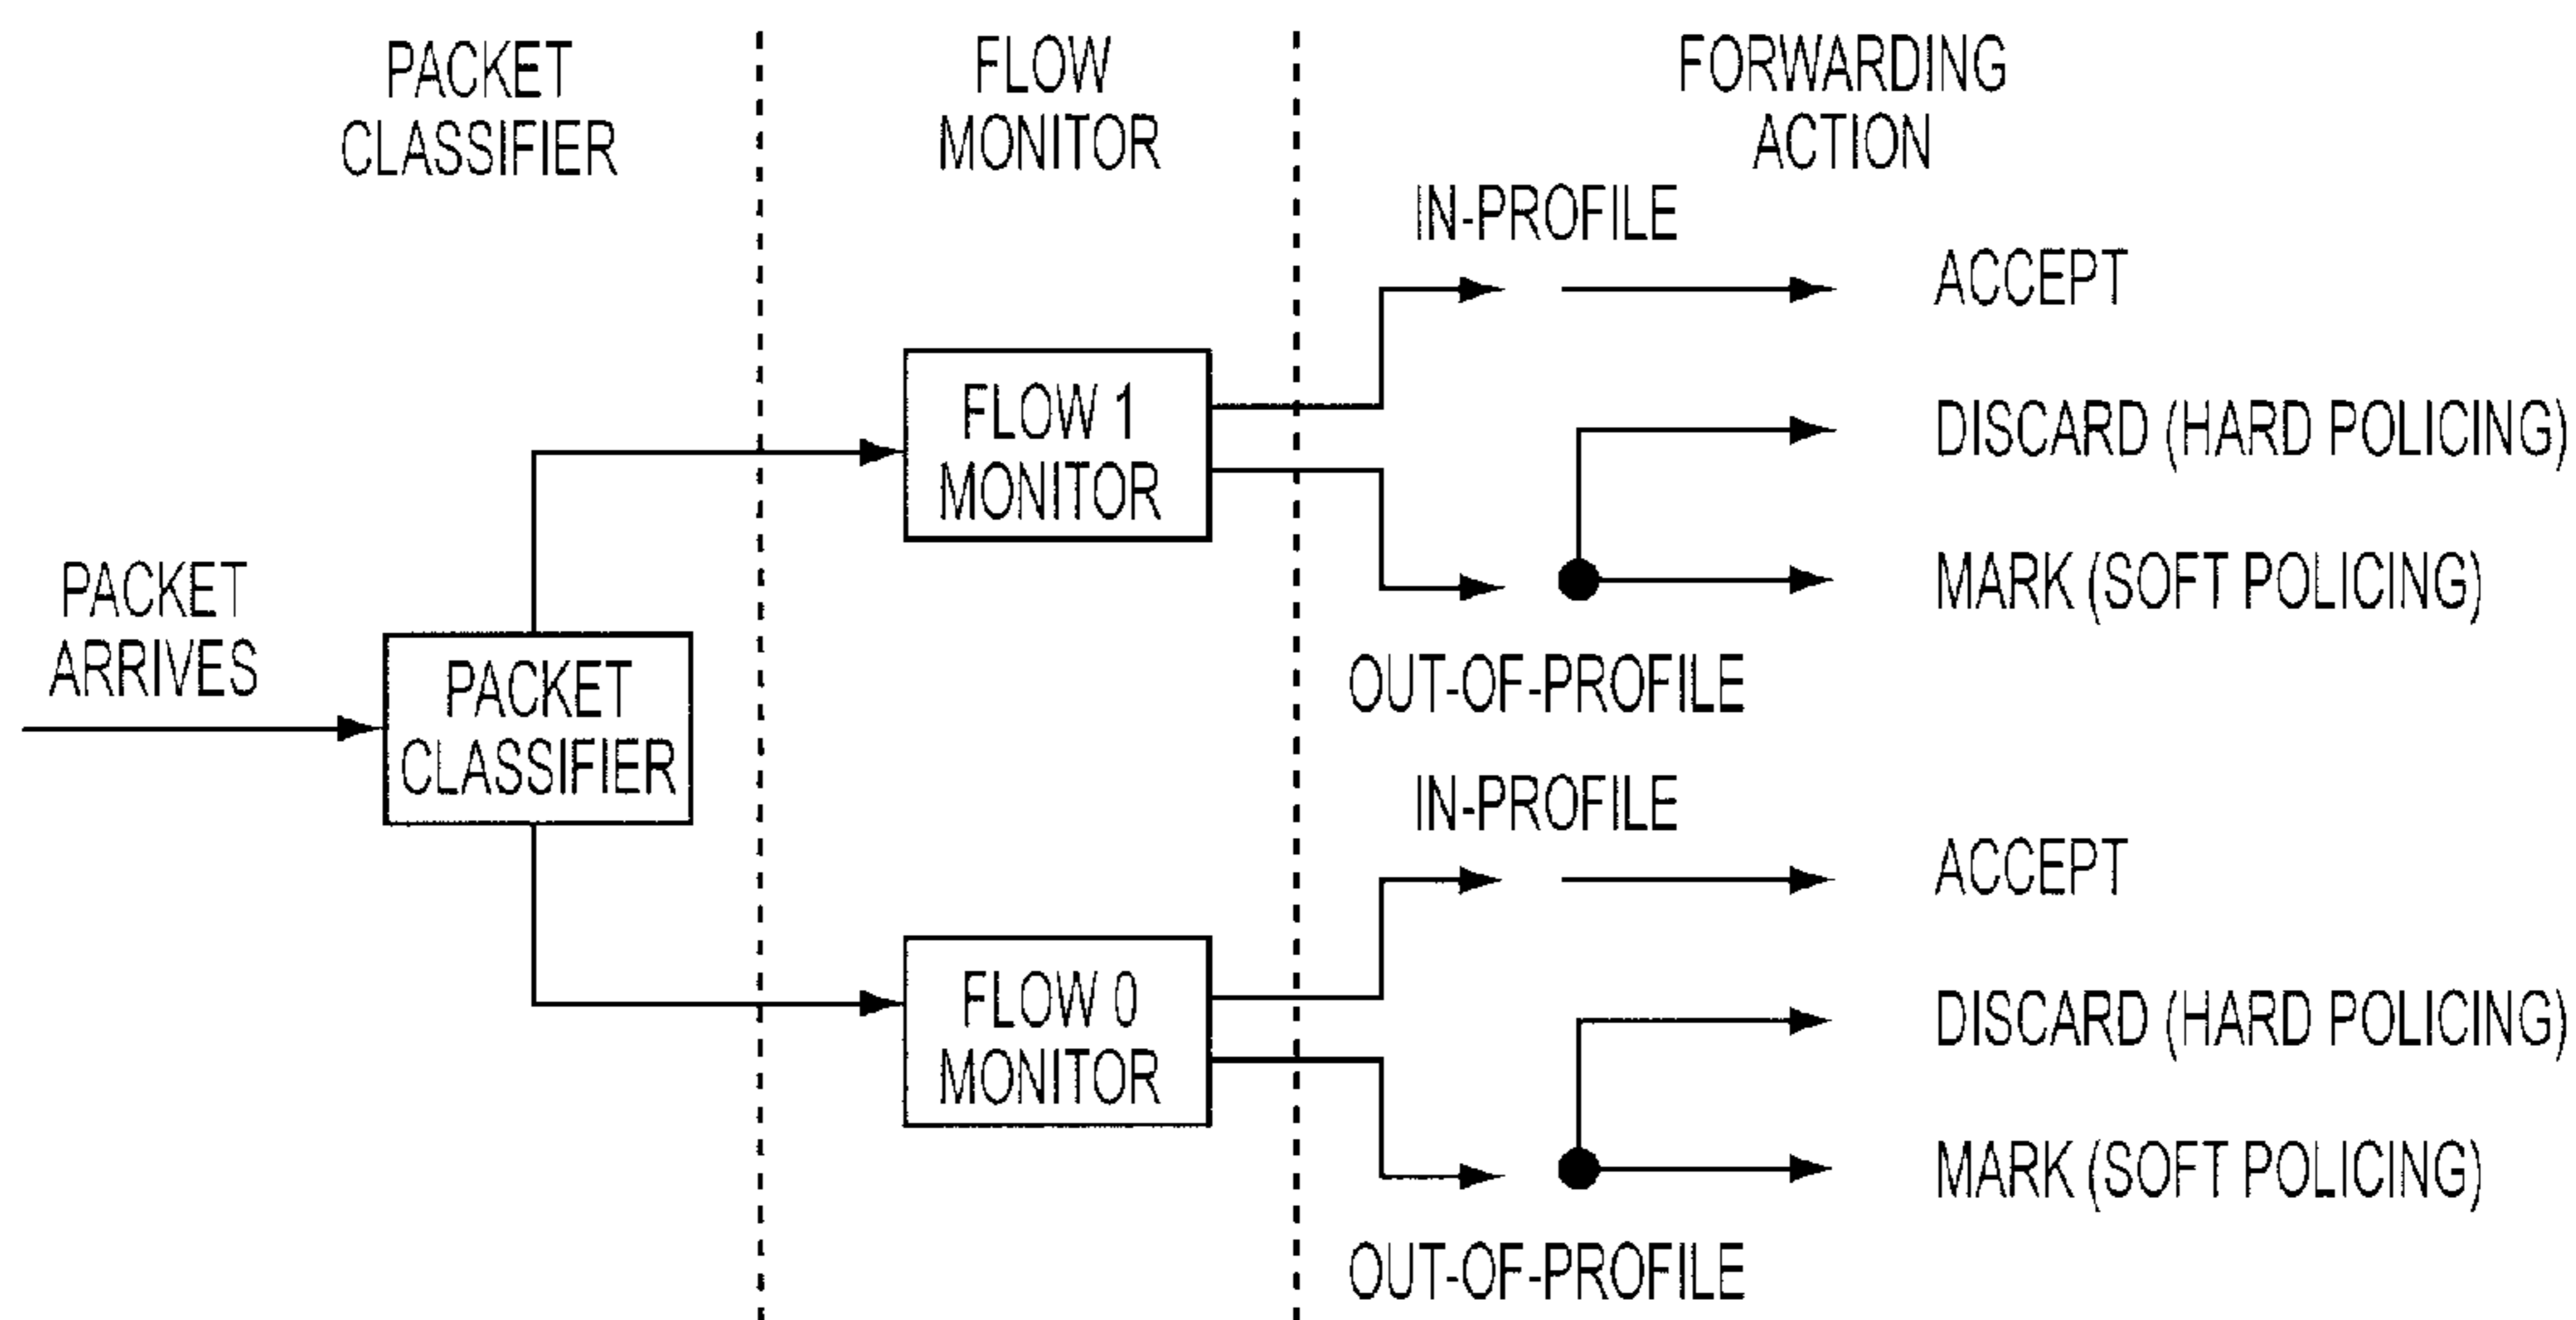 PACKET
CLASSIFIER
FLOW
MONITOR
FORWARDING
ACTION
IN-PROFILE
ACCEPT
FLOW 1
MONITOR
DISCARD (HARD POLICING)
MARK (SOFT POLICING)
OUT-OF-PROFILE
PACKET
ARRIVES
PACKET
CLASSIFIER
IN-PROFILE
ACCEPT
FLOW 0
MONITOR
DISCARD (HARD POLICING)
MARK (SOFT POLICING)
OUT-OF-PROFILE